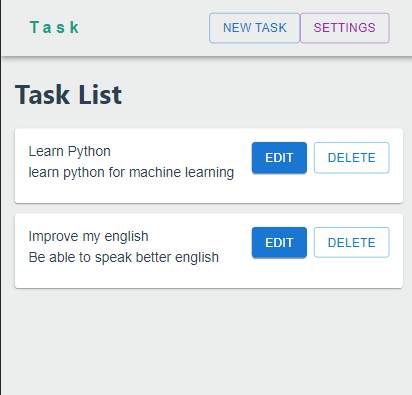 Task NEW TASK SETTINGS
Task List
Learn Python EDIT DELETE
learn python for machine learning
Improve my english EDIT DELETE
Be able to speak better english